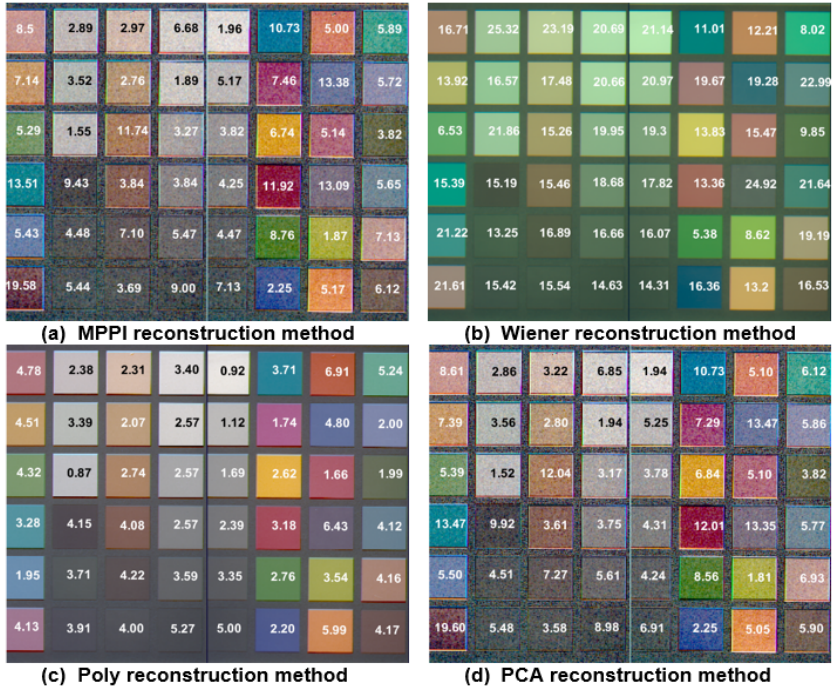 8.5 2.89 2.97 6.68 1.96 10.73 5.00 5.89
7.14 3.52 2.76 1.89 5.17 7.46 13.38 5.72
5.29 1.55 11.74 3.27 3.82 6.74 5.14 3.82
13.51 9.43 3.84 3.84 4.25 11.92 13.09 5.65
5.43 4.48 7.10 5.47 4.47 8.76 1.87 7.13
19.58 5.44 3.69 9.00 7.13 2.25 5.17 6.12
(a) MPPI reconstruction method
16.71 25.32 23.19 20.69 21.14 11.01 12.21 8.02
13.92 16.57 17.48 20.66 20.97 19.67 19.28 22.99
6.53 21.86 15.26 19.95 19.3 13.83 15.47 9.85
15.39 15.19 15.46 18.68 17.82 13.36 24.92 21.64
21.22 13.25 16.89 16.66 16.07 5.38 8.62 19.19
21.61 15.42 15.54 14.63 14.31 16.36 13.2 16.53
(b) Wiener reconstruction method
4.78 2.38 2.31 3.40 0.92 3.71 6.91 5.24
4.51 3.39 2.07 2.57 1.12 1.74 4.80 2.00
4.32 0.87 2.74 2.57 1.69 2.62 1.66 1.99
3.28 4.15 4.08 2.57 2.39 3.18 6.43 4.12
1.95 3.71 4.22 3.59 3.35 2.76 3.54 4.16
4.13 3.91 4.00 5.27 5.00 2.20 5.99 4.17
(c) Poly reconstruction method
8.61 2.86 3.22 6.85 1.94 10.73 5.10 6.12
7.39 3.56 2.80 1.94 5.25 7.29 13.47 5.86
5.39 1.52 12.04 3.17 3.78 6.84 5.10 3.82
13.47 9.92 3.61 3.75 4.31 12.01 13.35 5.77
5.50 4.51 7.27 5.61 4.24 8.56 1.81 6.93
19.60 5.48 3.58 8.98 6.91 2.25 5.05 5.90
(d) PCA reconstruction method